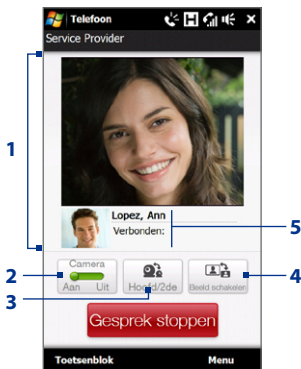 Telefoon
Service Provider
1
Lopez, Ann
Verbonden:
5
Camera
Aan Uit
Hoofd/2de
Beeld schakelen
2
3
4
Gesprek stoppen
Toetsenblok Menu